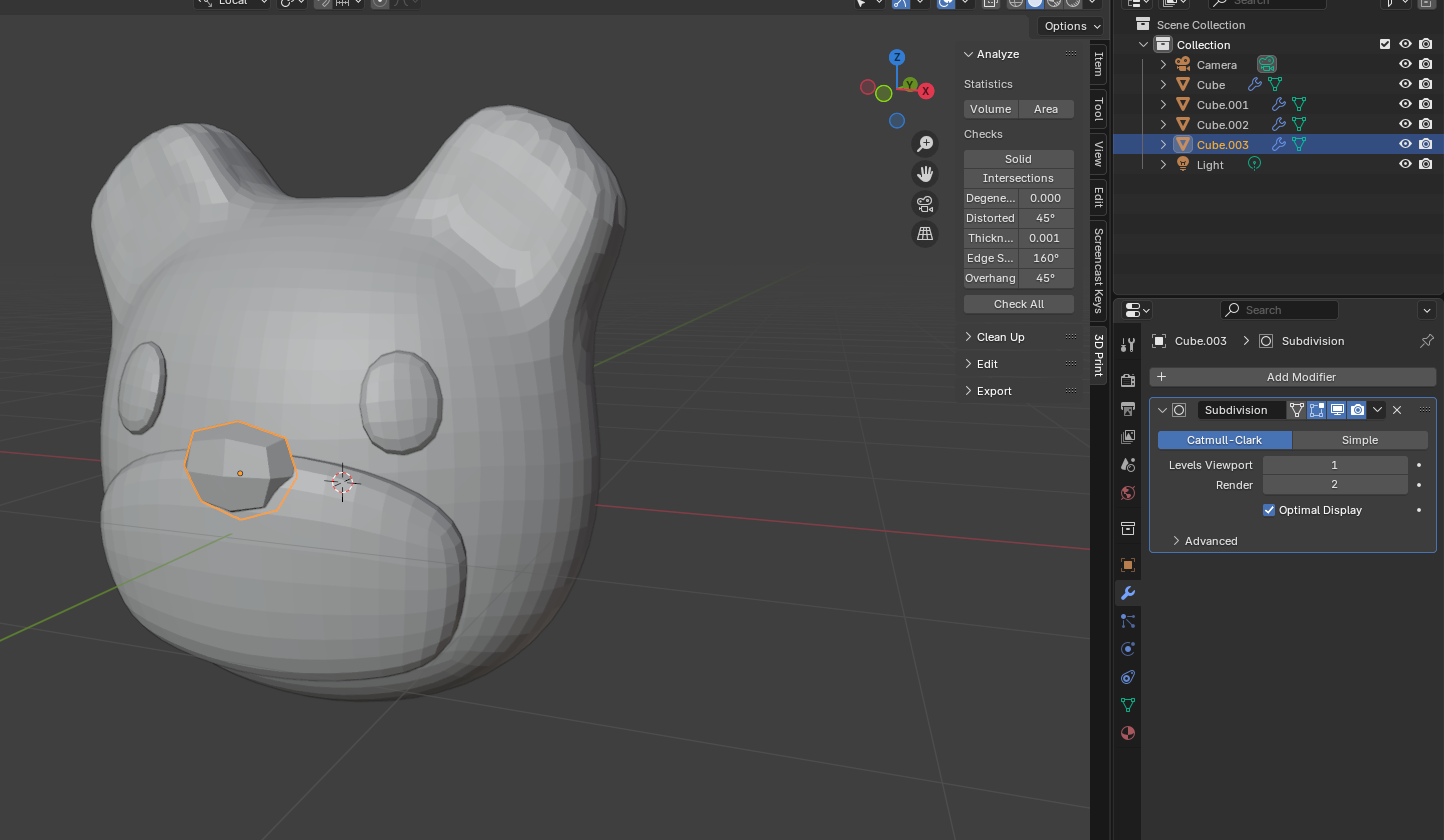 Local
Search
Options
Z
Y
X
Analyze
Statistics
Volume Area
Checks
Solid
Intersections
Degene... 0.000
Distorted 45°
Thickn... 0.001
Edge S... 160°
Overhang 45°
Check All
Clean Up
Edit
Export
Item
Tool
View
Edit
Screencast Keys
3D Print
Scene Collection
Collection
Camera
Cube
Cube.001
Cube.002
Cube.003
Light
Search
Cube.003 Subdivision
Add Modifier
Subdivision
Catmull-Clark Simple
Levels Viewport 1
Render 2
Optimal Display
Advanced